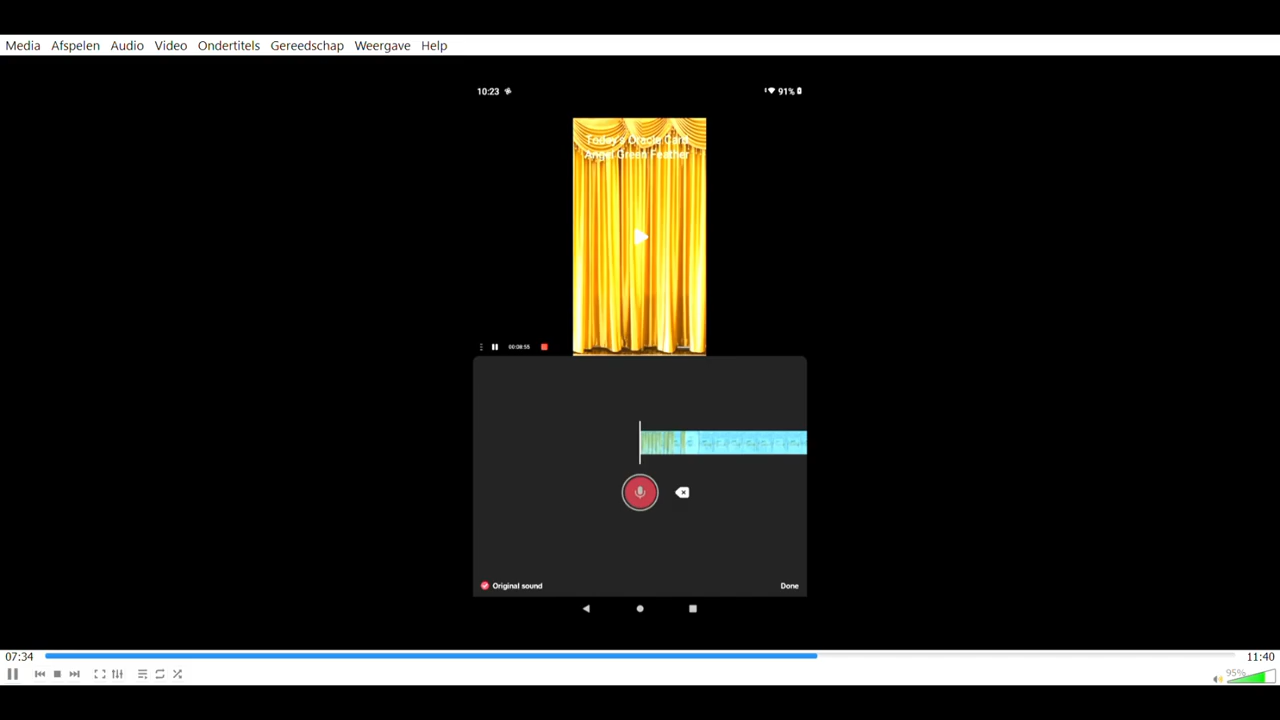 Media Afspelen Audio Video Ondertitels Gereedschap Weergave Help
10:23 91%
Today's Oracle Card
Angel Green Feather
00:08:55
Original sound Done
07:34 11:40
95%